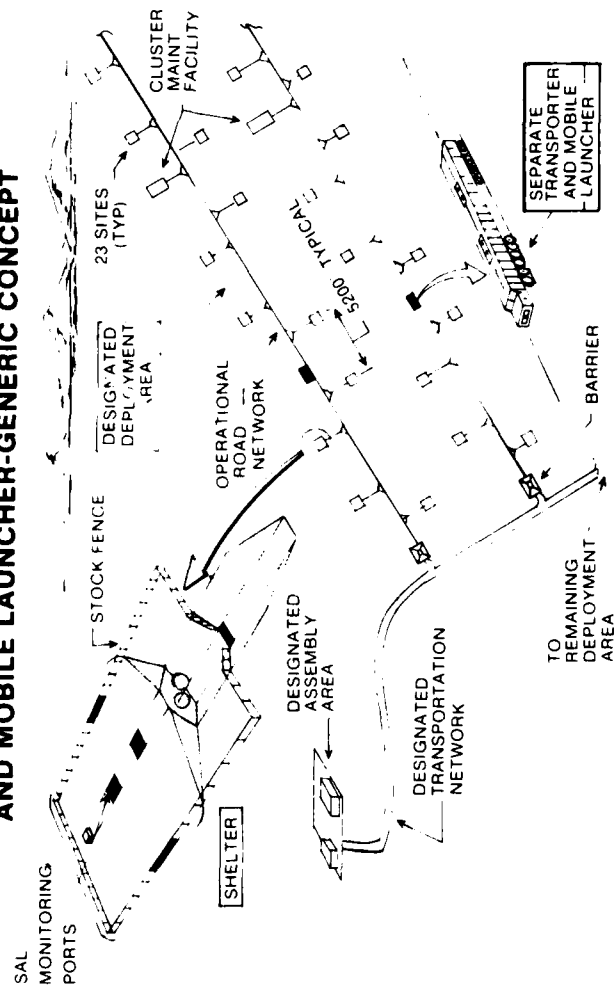 AND MOBILE LAUNCHER-GENERIC CONCEPT
SAL
MONITORING
PORTS
STOCK FENCE
DESIGNATED
DEPLOYMENT
AREA
23 SITES
(TYP)
CLUSTER
MAINT
FACILITY
OPERATIONAL
ROAD
NETWORK
5200 TYPICAL
SHELTER
DESIGNATED
ASSEMBLY
AREA
DESIGNATED
TRANSPORTATION
NETWORK
SEPARATE
TRANSPORTER
AND MOBILE
LAUNCHER
BARRIER
TO
REMAINING
DEPLOYMENT
AREA